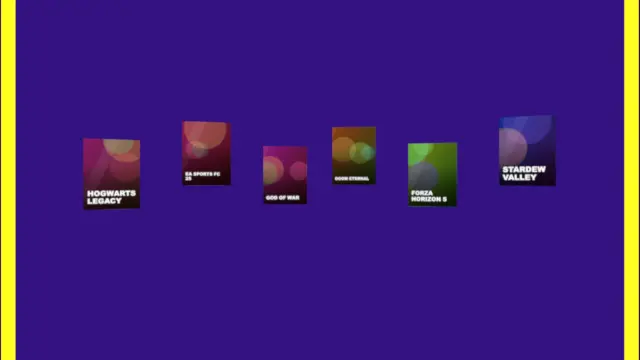 HOGWARTS
LEGACY
EA SPORTS FC
25
GOD OF WAR
DOOM ETERNAL
FORZA
HORIZON 5
STARDEW
VALLEY